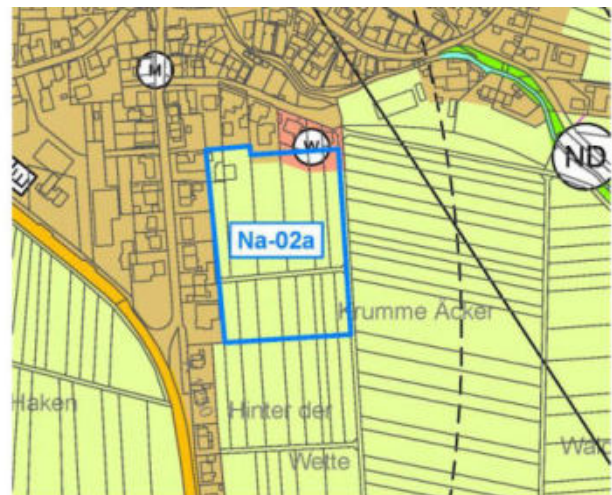 M
W
ND
Na-02a
Krumme Äcker
Haken
Hinter der
Wette